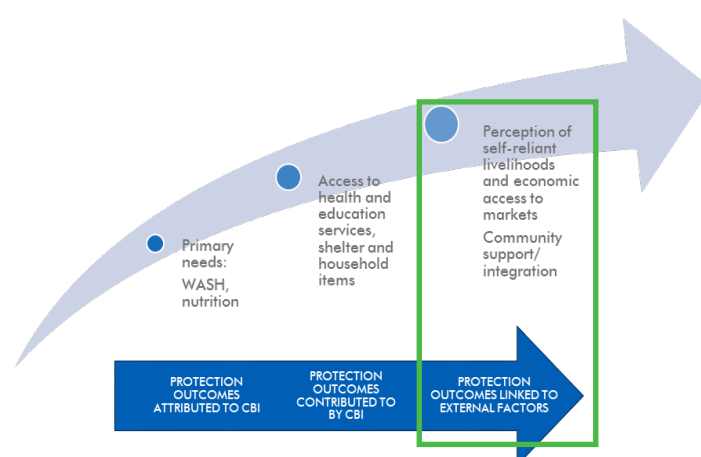 Primary
needs:
WASH,
nutrition
Access to
health and
education
services,
shelter and
household
items
Perception of
self-reliant
livelihoods
and economic
access to
markets
Community
support/
integration
PROTECTION
OUTCOMES
ATTRIBUTED TO CBI
PROTECTION
OUTCOMES
CONTRIBUTED TO
BY CBI
PROTECTION
OUTCOMES LINKED TO
EXTERNAL FACTORS